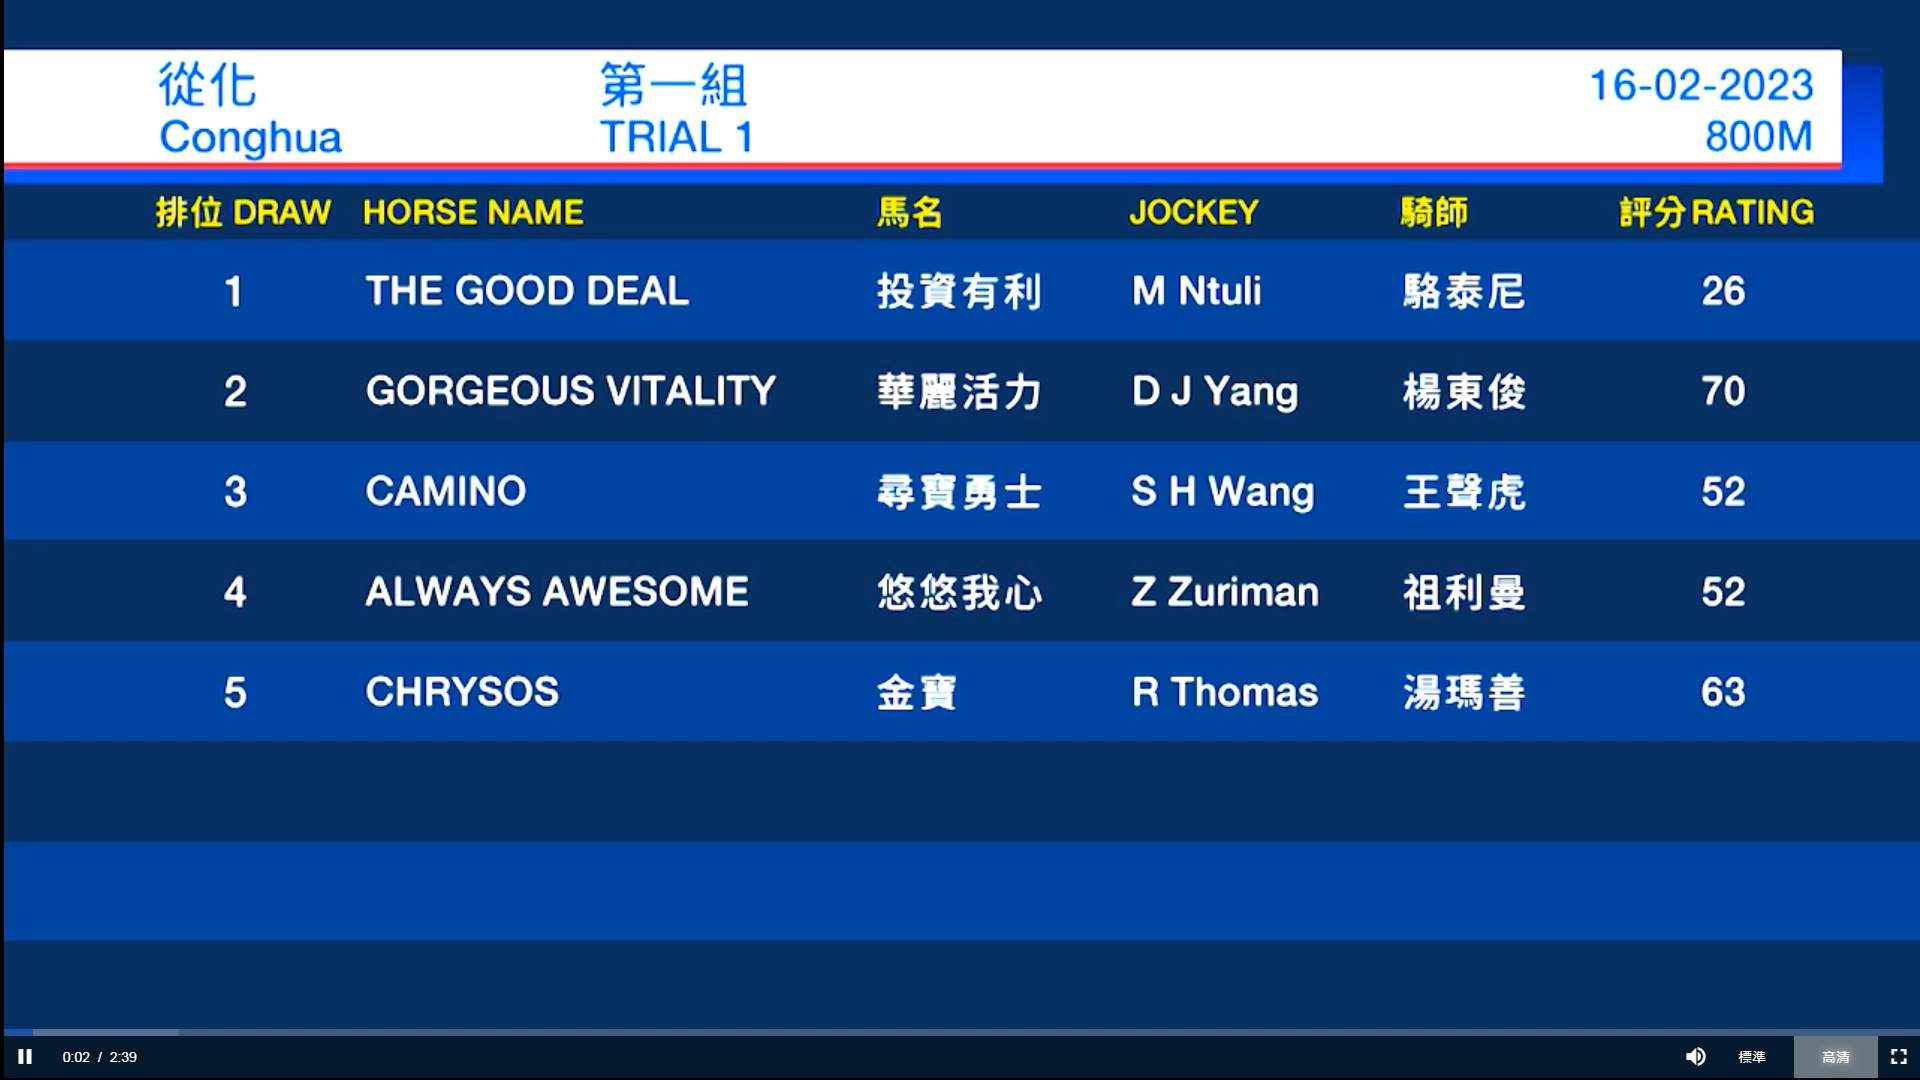 從化 第一組 16-02-2023
Conghua TRIAL 1 800M
排位 DRAW HORSE NAME 馬名 JOCKEY 騎師 評分 RATING
1 THE GOOD DEAL 投資有利 M Ntuli 駱泰尼 26
2 GORGEOUS VITALITY 華麗活力 D J Yang 楊東俊 70
3 CAMINO 尋寶勇士 S H Wang 王聲虎 52
4 ALWAYS AWESOME 悠悠我心 Z Zuriman 祖利曼 52
5 CHRYSOS 金寶 R Thomas 湯瑪善 63
0:02 / 2:39 標準 高清